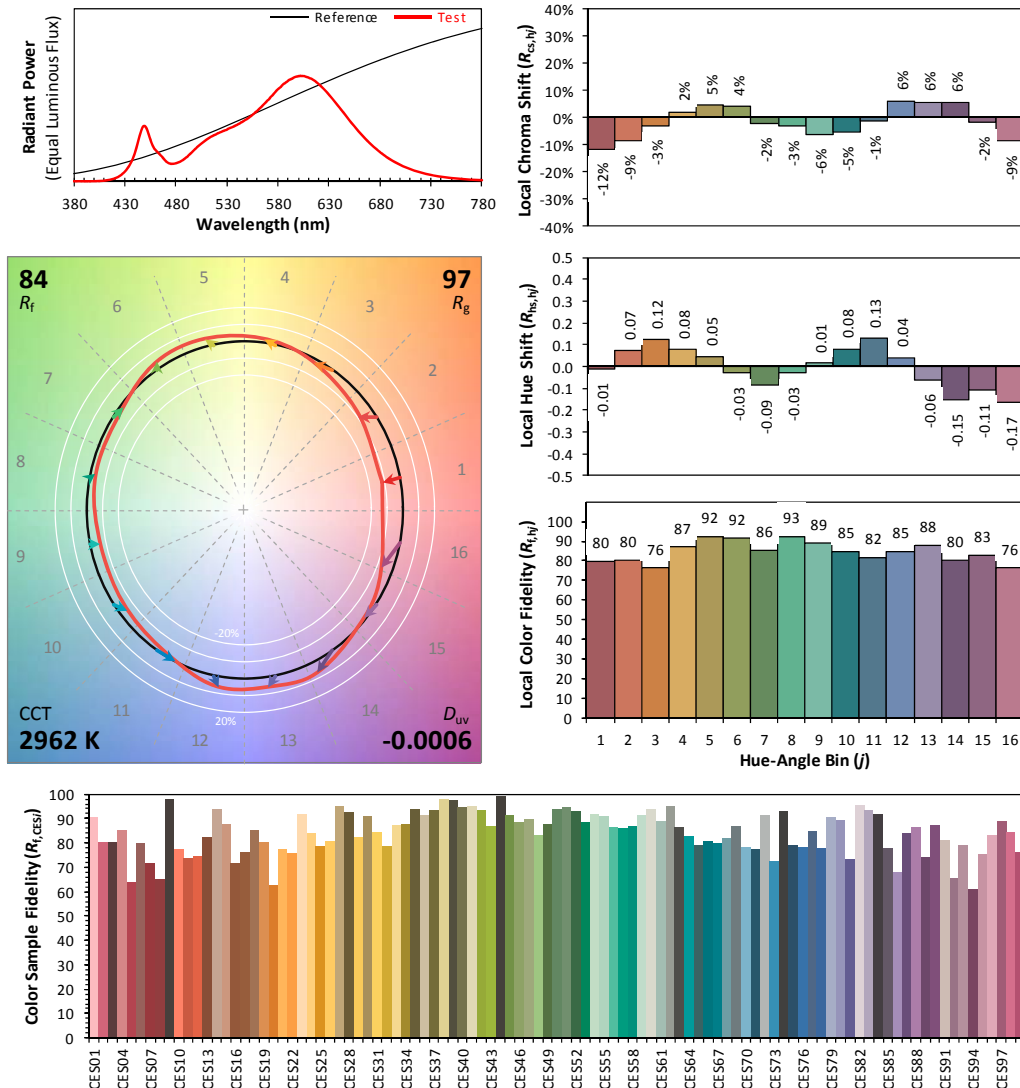 Reference Test
Radiant Power
(Equal Luminous Flux)
380 430 480 530 580 630 680 730 780
Wavelength (nm)
Local Chroma Shift (Rcs,hj)
40%
30%
20%
10%
0%
-10%
-20%
-30%
-40%
-12% -9% -3% 2% 5% 4% -2% -3% -6% -5% -1% 6% 6% 6% -2% -9%
84
Rf
97
Rg
5 4
6 3
7 2
8 1
9 16
10 15
11 14
12 13
-20%
20%
CCT
2962 K
Duv
-0.0006
Local Hue Shift (Rhs,hj)
0.5
0.4
0.3
0.2
0.1
0.0
-0.1
-0.2
-0.3
-0.4
-0.5
-0.01 0.07 0.12 0.08 0.05 -0.03 -0.09 -0.03 0.01 0.08 0.13 0.04 -0.06 -0.15 -0.11 -0.17
Local Color Fidelity (Rf,hj)
100
90
80
70
60
50
40
30
20
10
0
80 80 76 87 92 92 86 93 89 85 82 85 88 80 83 76
1 2 3 4 5 6 7 8 9 10 11 12 13 14 15 16
Hue-Angle Bin (j)
Color Sample Fidelity (Rf,CESi)
100
90
80
70
60
50
40
30
20
10
0
CES01 CES04 CES07 CES10 CES13 CES16 CES19 CES22 CES25 CES28 CES31 CES34 CES37 CES40 CES43 CES46 CES49 CES52 CES55 CES58 CES61 CES64 CES67 CES70 CES73 CES76 CES79 CES82 CES85 CES88 CES91 CES94 CES97